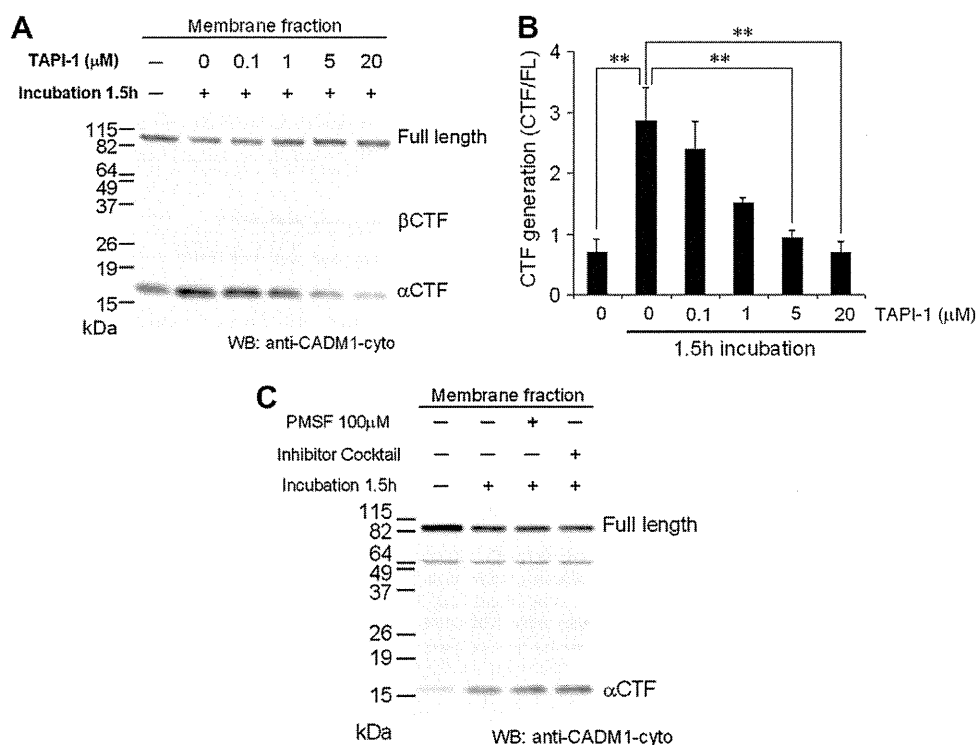 A
Membrane fraction
TAPI-1 (μM) — 0 0.1 1 5 20
Incubation 1.5h — + + + + +
115
82
64
49
37
26
19
15
kDa
Full length
βCTF
αCTF
WB: anti-CADM1-cyto
B
CTF generation (CTF/FL)
4
3
2
1
0
**
**
**
0 0 0.1 1 5 20 TAPI-1 (μM)
1.5h incubation
C
Membrane fraction
PMSF 100μM — — + —
Inhibitor Cocktail — — — +
Incubation 1.5h — + + +
115
82
64
49
37
26
19
15
kDa
Full length
αCTF
WB: anti-CADM1-cyto